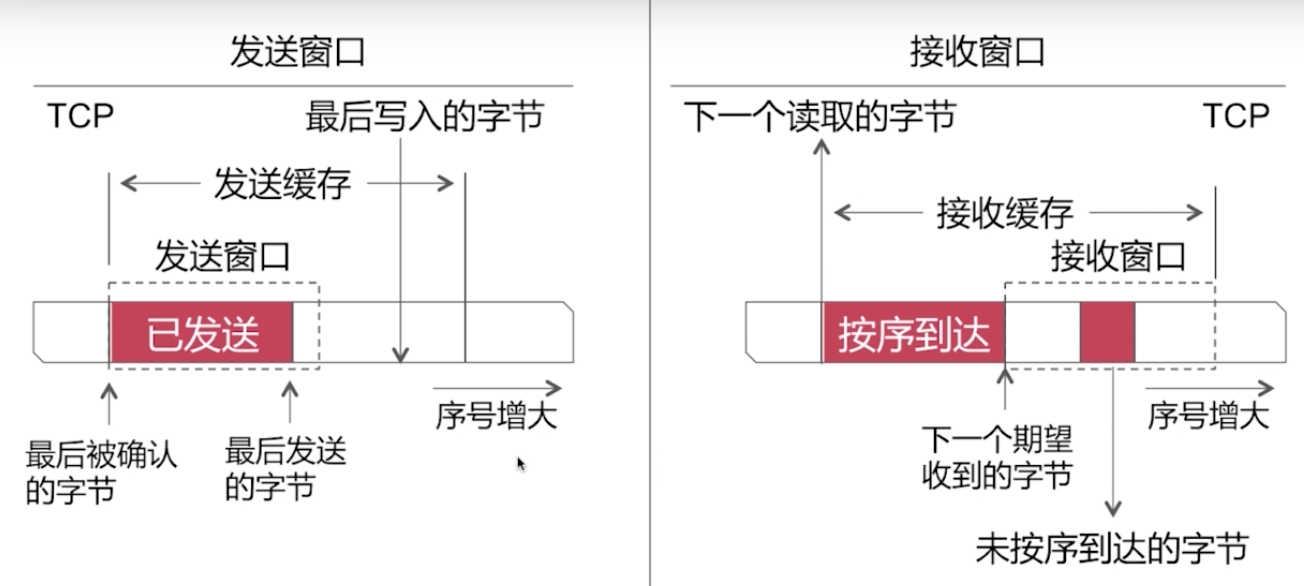 发送窗口
TCP
最后写入的字节
发送缓存
发送窗口
已发送
序号增大
最后被确认
的字节
最后发送
的字节
接收窗口
下一个读取的字节
TCP
接收缓存
接收窗口
按序到达
序号增大
下一个期望
收到的字节
未按序到达的字节